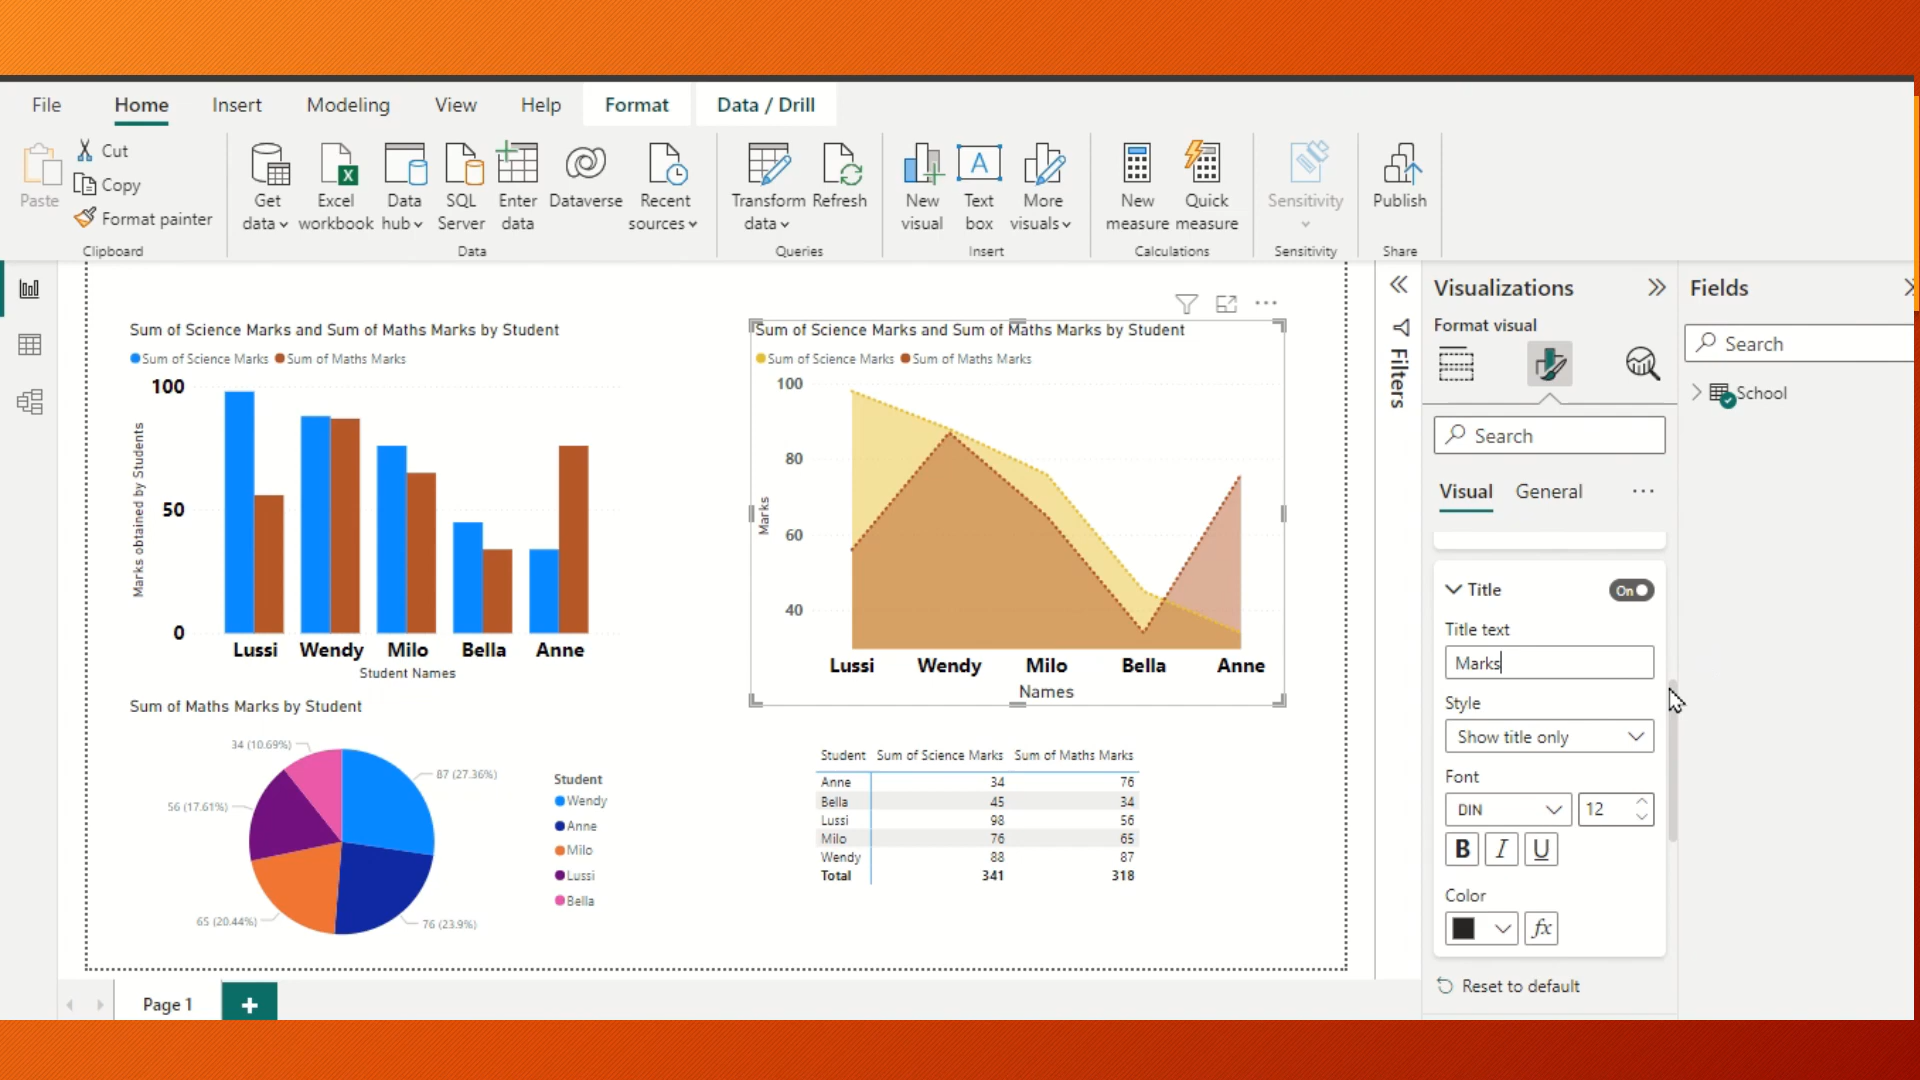 File Home Insert Modeling View Help Format Data / Drill
Paste
Cut
Copy
Format painter
Clipboard
Get data
Excel workbook
Data hub
SQL Server
Enter data
Dataverse
Recent sources
Data
Transform data
Refresh
Queries
New visual
Text box
More visuals
Insert
New measure
Quick measure
Calculations
Sensitivity
Sensitivity
Publish
Share
Sum of Science Marks and Sum of Maths Marks by Student
Sum of Science Marks Sum of Maths Marks
100
50
0
Marks obtained by Students
Lussi Wendy Milo Bella Anne
Student Names
Sum of Science Marks and Sum of Maths Marks by Student
Sum of Science Marks Sum of Maths Marks
100
80
60
40
Marks
Lussi Wendy Milo Bella Anne
Names
Sum of Maths Marks by Student
34 (10.69%)
87 (27.36%)
56 (17.61%)
65 (20.44%)
76 (23.9%)
Student
Wendy
Anne
Milo
Lussi
Bella
Student Sum of Science Marks Sum of Maths Marks
Anne 34 76
Bella 45 34
Lussi 98 56
Milo 76 65
Wendy 88 87
Total 341 318
Page 1
Filters
Visualizations
Format visual
Search
Visual General
Title On
Title text
Marks
Style
Show title only
Font
DIN 12
B I U
Color
fx
Reset to default
Fields
Search
School